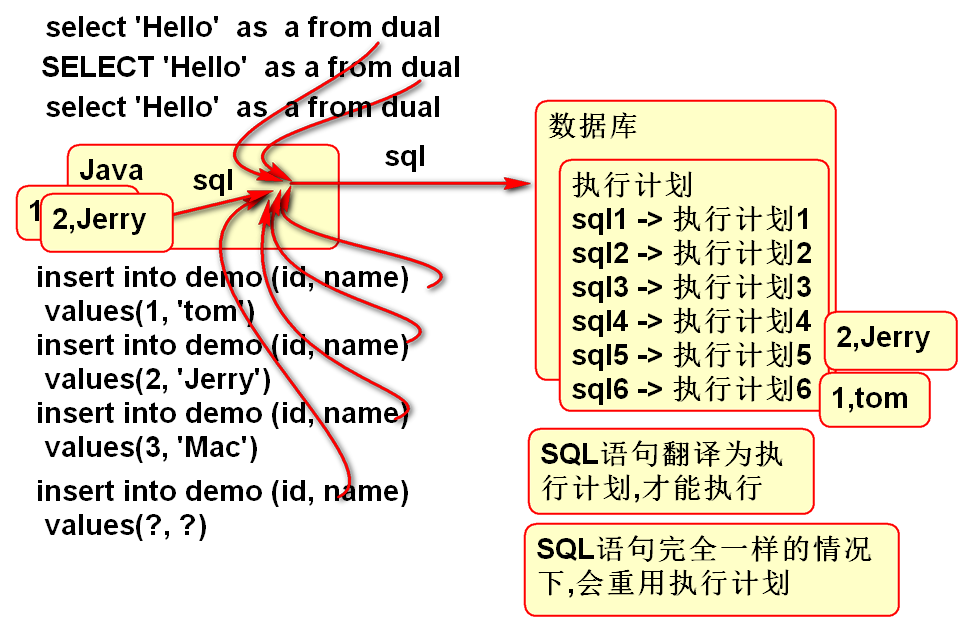 select 'Hello'  as  a from dual
SELECT 'Hello'  as a from dual
select 'Hello'  as  a from dual
Java
sql
sql
1
2,Jerry
insert into demo (id, name)
values(1, 'tom')
insert into demo (id, name)
values(2, 'Jerry')
insert into demo (id, name)
values(3, 'Mac')
insert into demo (id, name)
values(?, ?)
数据库
执行计划
sql1 -> 执行计划1
sql2 -> 执行计划2
sql3 -> 执行计划3
sql4 -> 执行计划4
sql5 -> 执行计划5
sql6 -> 执行计划6
2,Jerry
1,tom
SQL语句翻译为执
行计划,才能执行
SQL语句完全一样的情况
下,会重用执行计划